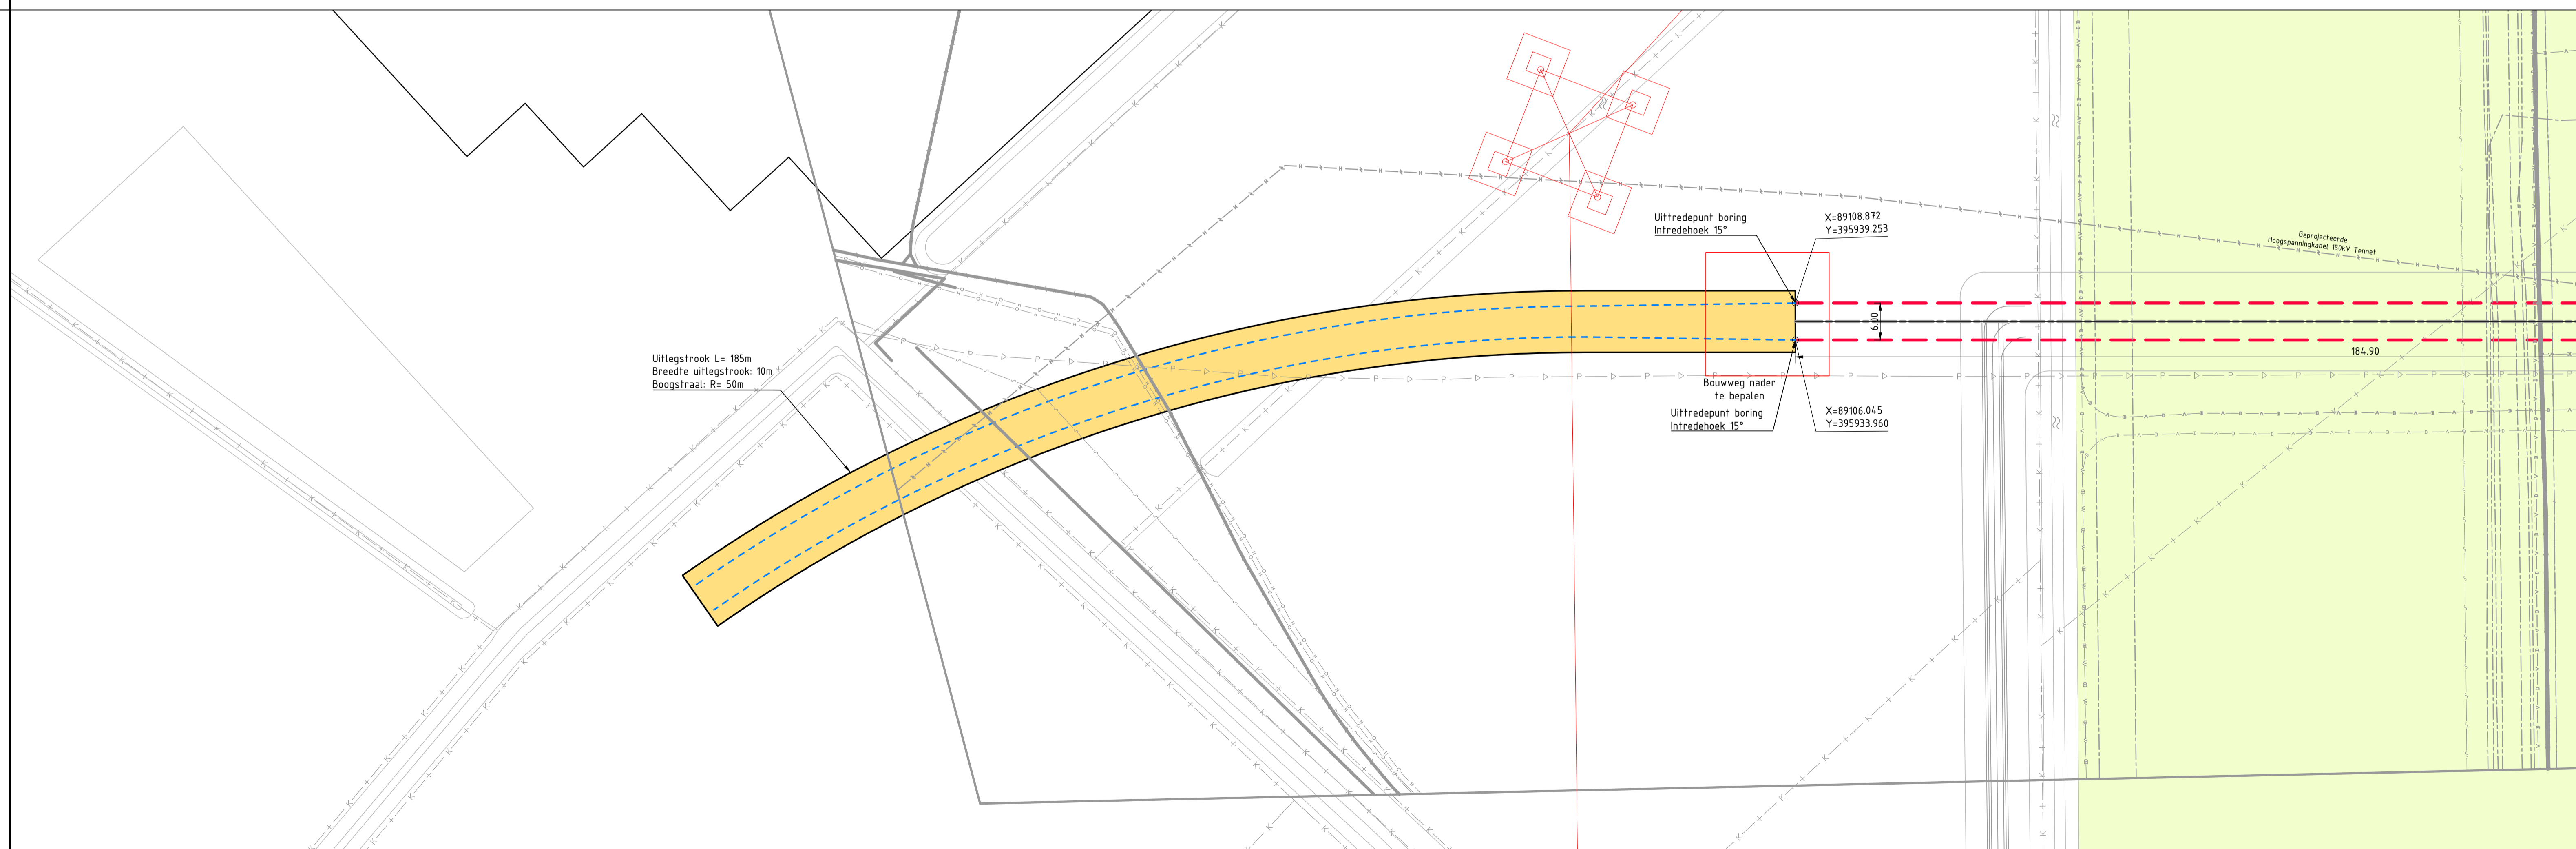 Uittredepunt boring
Intredehoek 15°
X=89108.872
Y=395939.253
Geprojecteerde
Hoogspanningkabel 150kV Tennet
6.00
184.90
Uitlegstrook L= 185m
Breedte uitlegstrook: 10m
Boogstraal: R= 50m
Bouwweg nader
te bepalen
Uittredepunt boring
Intredehoek 15°
X=89106.045
Y=395933.960